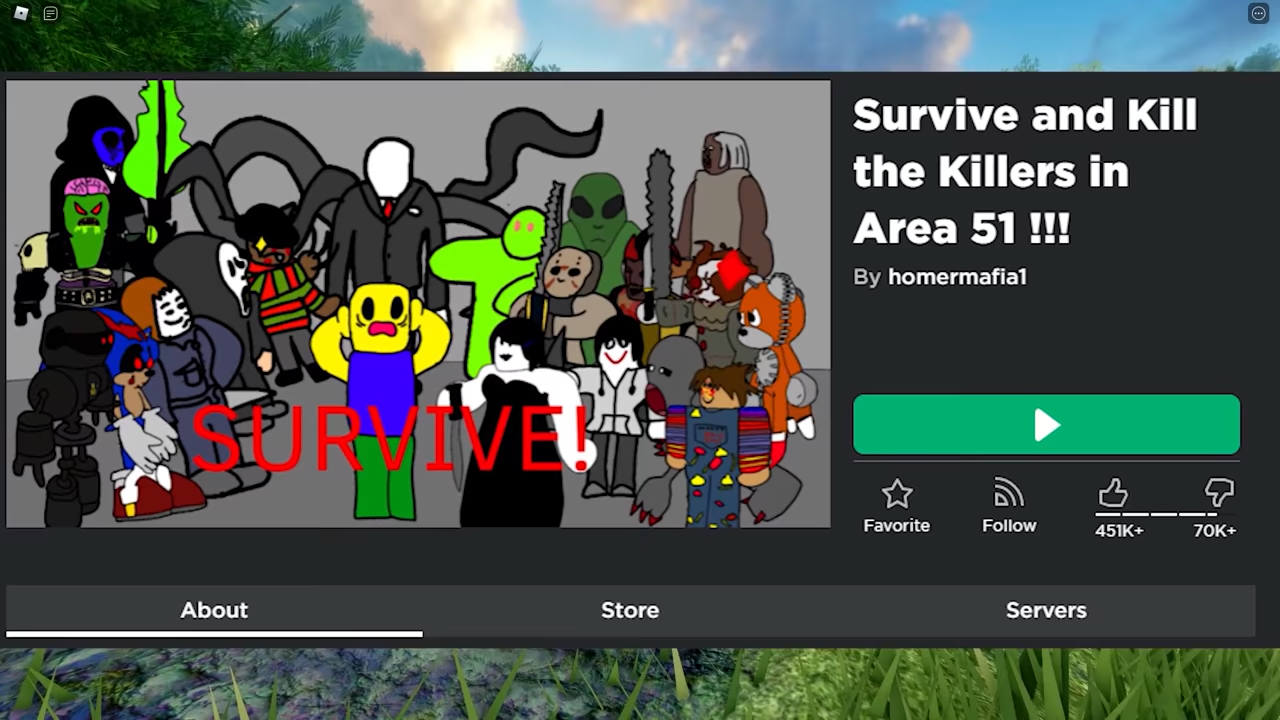 Survive and Kill
the Killers in
Area 51 !!!
By homermafia1
SURVIVE!
Favorite
Follow
451K+
70K+
About
Store
Servers